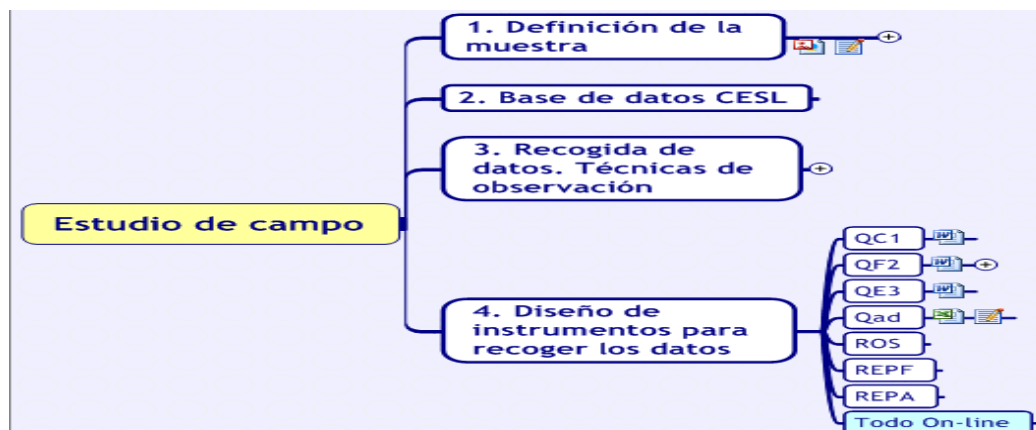 1. Definición de la
muestra
2. Base de datos CESL
3. Recogida de
datos. Técnicas de
observación
Estudio de campo
4. Diseño de
instrumentos para
recoger los datos
QC1
QF2
QE3
Qad
ROS
REPF
REPA
Todo On-line